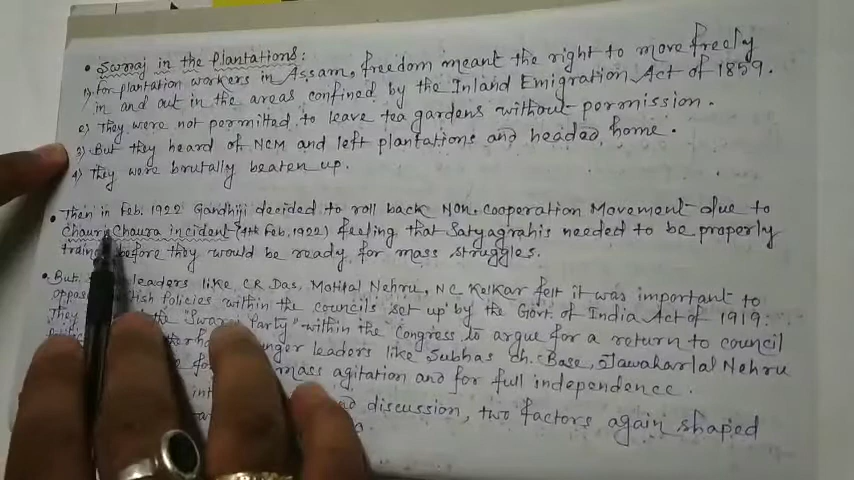 • Swaraj in the Plantations:
1) For plantation workers in Assam, freedom meant the right to move freely
in and out in the areas confined by the Inland Emigration Act of 1859.
2) They were not permitted to leave tea gardens without permission.
3) But they heard of NCM and left plantations and headed home.
4) They were brutally beaten up.
• Then in Feb. 1922 Gandhiji decided to roll back Non-Cooperation Movement due to
Chauri Chaura incident (4th Feb, 1922) feeling that Satyagrahis needed to be properly
before they would be ready for mass struggles.
• But leaders like CR Das, Motilal Nehru, NC Kelkar felt it was important to
policies within the councils set up by the Govt. of India Act of 1919.
They the "Swaraj Party" within the Congress to argue for a return to council
leaders like Subhas Ch. Bose, Jawaharlal Nehru
mass agitation and for full independence.
discussion, two factors again shaped